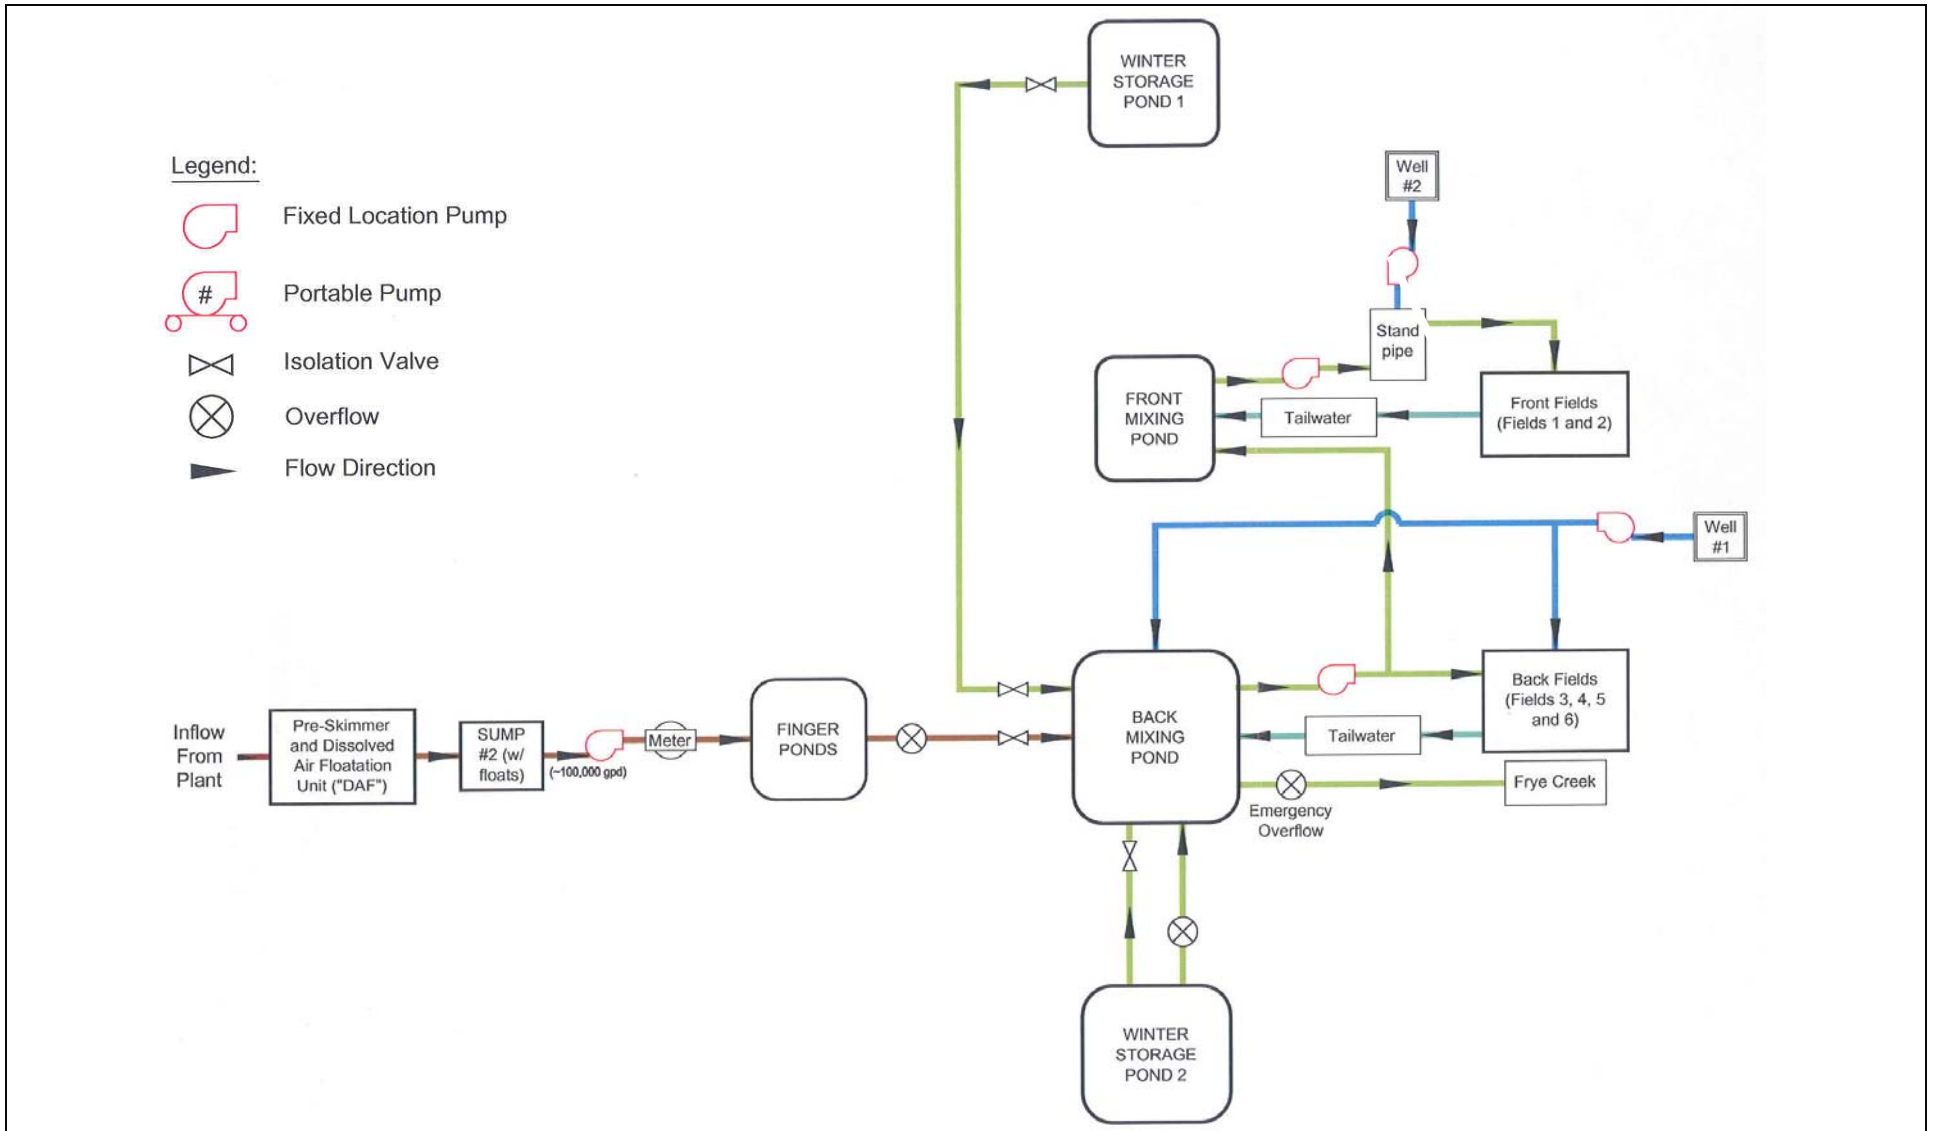 Legend:
Fixed Location Pump
#
Portable Pump
Isolation Valve
Overflow
Flow Direction
WINTER
STORAGE
POND 1
Well
#2
Stand
pipe
FRONT
MIXING
POND
Tailwater
Front Fields
(Fields 1 and 2)
Well
#1
Inflow
From
Plant
Pre-Skimmer
and Dissolved
Air Floatation
Unit ("DAF")
SUMP
#2 (w/
floats)
(~100,000 gpd)
Meter
FINGER
PONDS
BACK
MIXING
POND
Back Fields
(Fields 3, 4, 5
and 6)
Tailwater
Frye Creek
Emergency
Overflow
WINTER
STORAGE
POND 2